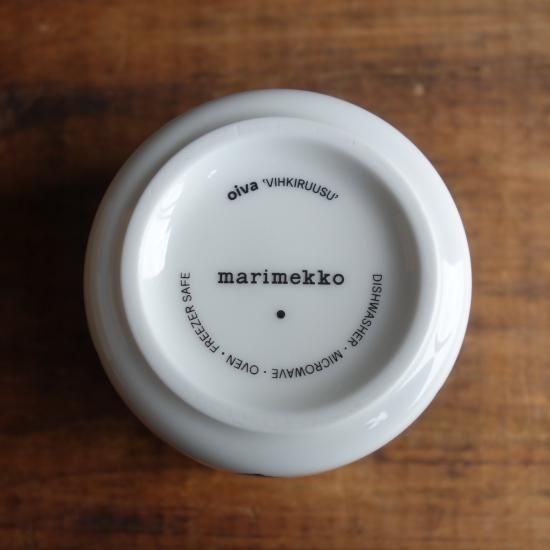 oiva 'VIHKIRUUSU'
marimekko
DISHWASHER · MICROWAVE · OVEN · FREEZER SAFE